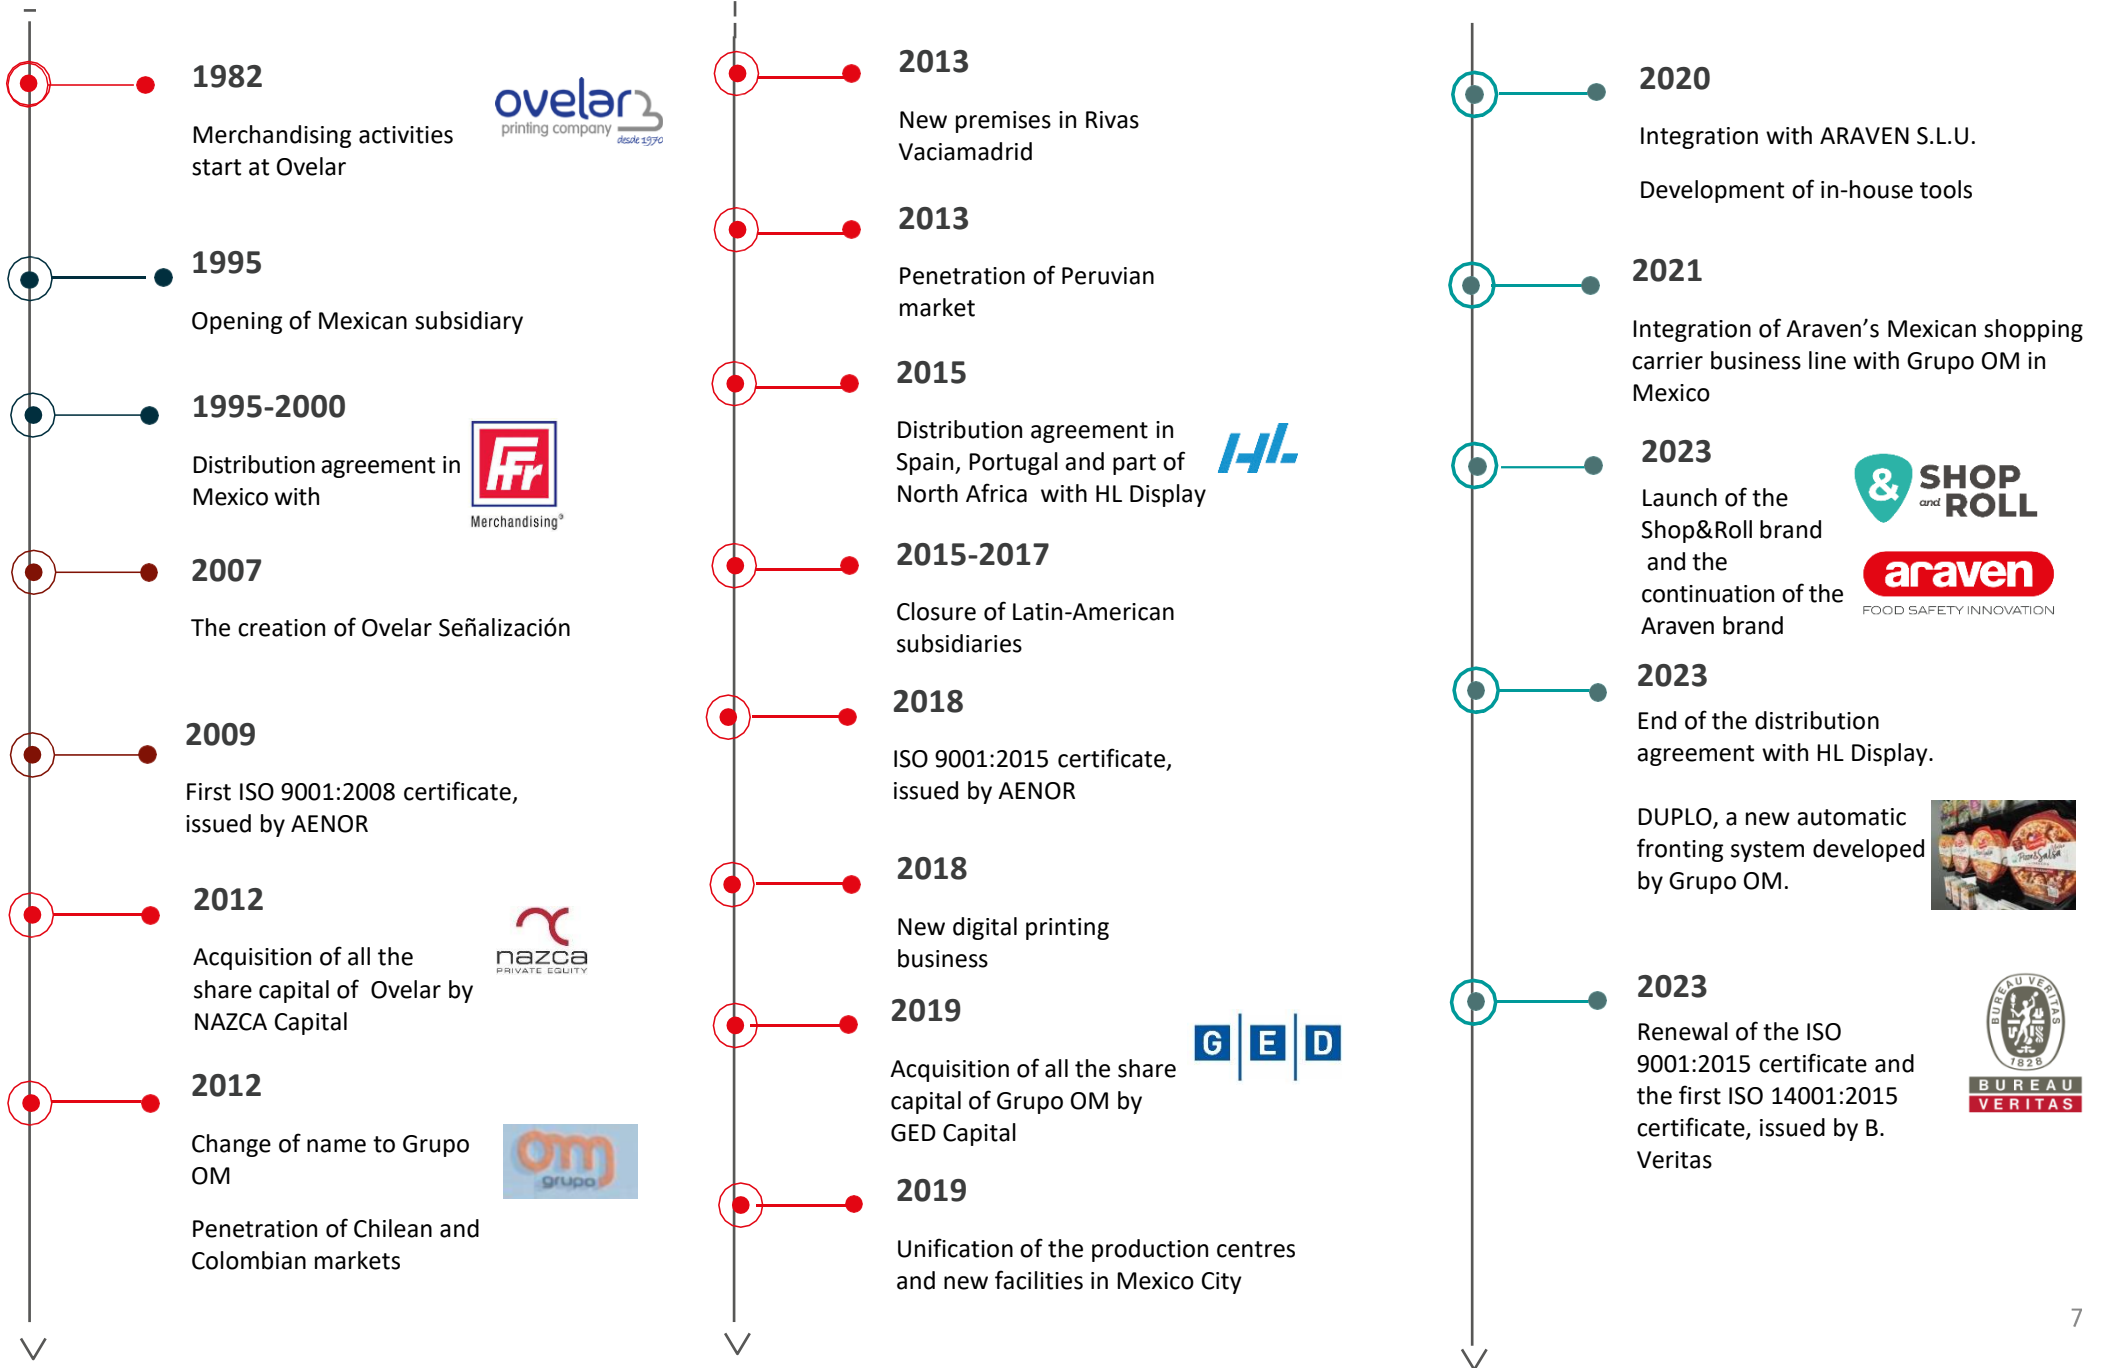 1982
Merchandising activities
start at Ovelar
ovelar
printing company
desde 1970
1995
Opening of Mexican subsidiary
1995-2000
Distribution agreement in
Mexico with
FFr
Merchandising®
2007
The creation of Ovelar Señalización
2009
First ISO 9001:2008 certificate,
issued by AENOR
2012
Acquisition of all the
share capital of Ovelar by
NAZCA Capital
nazca
PRIVATE EQUITY
2012
Change of name to Grupo
OM
om
grupo
Penetration of Chilean and
Colombian markets
2013
New premises in Rivas
Vaciamadrid
2013
Penetration of Peruvian
market
2015
Distribution agreement in
Spain, Portugal and part of
North Africa with HL Display
HL
2015-2017
Closure of Latin-American
subsidiaries
2018
ISO 9001:2015 certificate,
issued by AENOR
2018
New digital printing
business
2019
Acquisition of all the share
capital of Grupo OM by
GED Capital
G E D
2019
Unification of the production centres
and new facilities in Mexico City
2020
Integration with ARAVEN S.L.U.
Development of in-house tools
2021
Integration of Araven’s Mexican shopping
carrier business line with Grupo OM in
Mexico
2023
Launch of the
Shop&Roll brand
and the
continuation of the
Araven brand
& SHOP
and ROLL
araven
FOOD SAFETY INNOVATION
2023
End of the distribution
agreement with HL Display.
DUPLO, a new automatic
fronting system developed
by Grupo OM.
Pizza&Salsa
2023
Renewal of the ISO
9001:2015 certificate and
the first ISO 14001:2015
certificate, issued by B.
Veritas
BUREAU VERITAS
1828
BUREAU
VERITAS
7